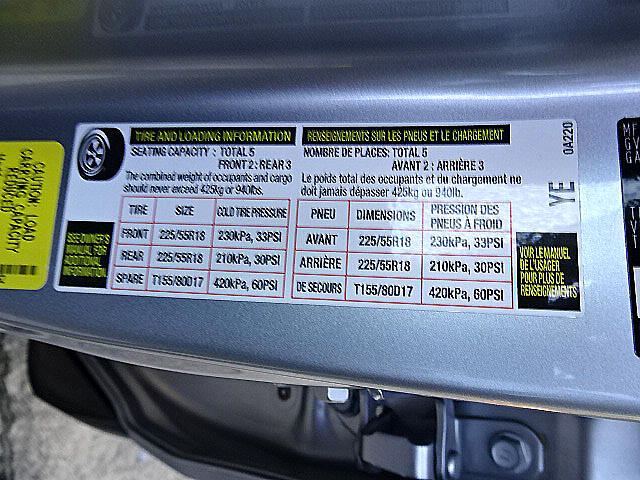 TIRE AND LOADING INFORMATION
SEATING CAPACITY : TOTAL 5
FRONT 2 : REAR 3
The combined weight of occupants and cargo
should never exceed 425kg or 940lb.
TIRE SIZE COLD TIRE PRESSURE
FRONT 225/55R18 230kPa, 33PSI
REAR 225/55R18 210kPa, 30PSI
SPARE T155/80D17 420kPa, 60PSI
SEE OWNER'S
MANUAL FOR
ADDITIONAL
INFORMATION
RENSEIGNEMENTS SUR LES PNEUS ET LE CHARGEMENT
NOMBRE DE PLACES: TOTAL 5
AVANT 2 : ARRIÈRE 3
Le poids total des occupants et du chargement ne
doit jamais dépasser 425kg ou 940lb.
PNEU DIMENSIONS PRESSION DES
PNEUS À FROID
AVANT 225/55R18 230kPa, 33PSI
ARRIÈRE 225/55R18 210kPa, 30PSI
DE SECOURS T155/80D17 420kPa, 60PSI
VOIR LE MANUEL
DE L'USAGER
POUR PLUS DE
RENSEIGNEMENTS
YE 0A220
CAUTION: LOAD
CARRYING CAPACITY